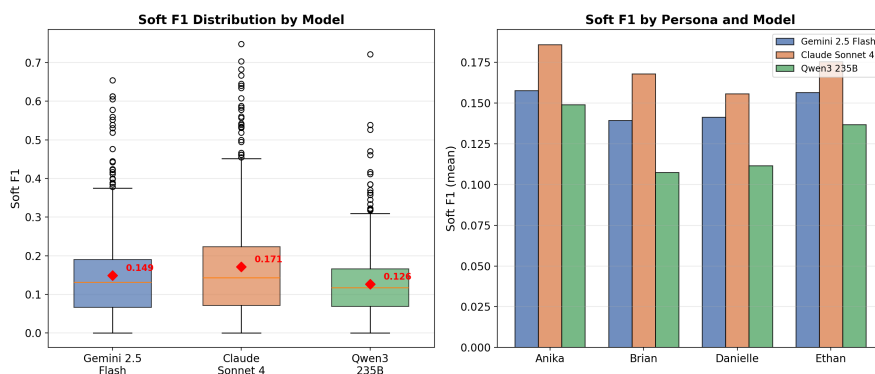 Soft F1 Distribution by Model
Soft F1
0.7
0.6
0.5
0.4
0.3
0.2
0.1
0.0
0.149
0.171
0.126
Gemini 2.5
Flash
Claude
Sonnet 4
Qwen3
235B
Soft F1 by Persona and Model
Soft F1 (mean)
0.175
0.150
0.125
0.100
0.075
0.050
0.025
0.000
Gemini 2.5 Flash
Claude Sonnet 4
Qwen3 235B
Anika
Brian
Danielle
Ethan